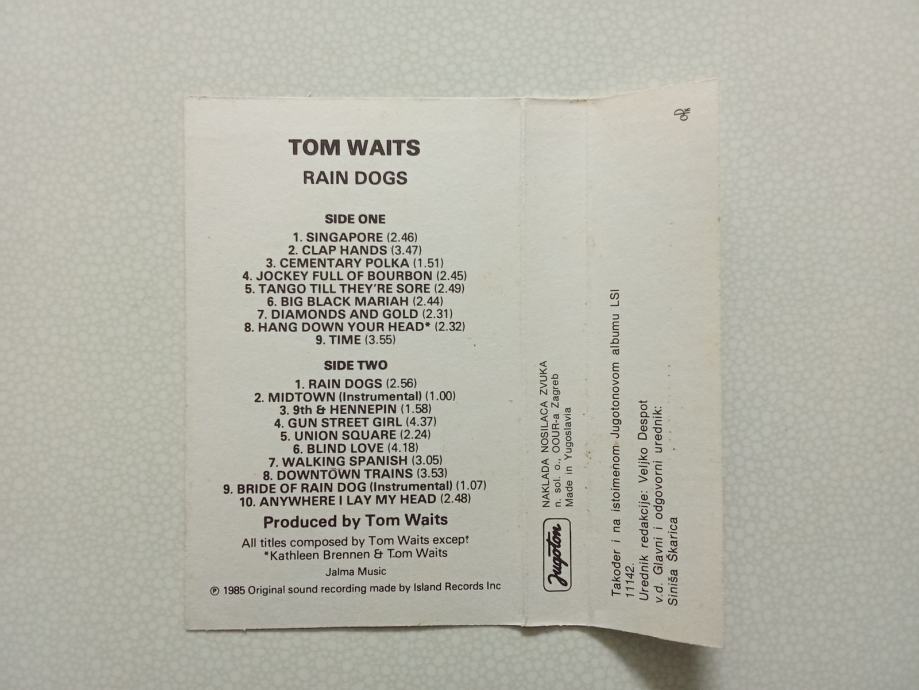 TOM WAITS
RAIN DOGS
SIDE ONE
1. SINGAPORE (2.46)
2. CLAP HANDS (3.47)
3. CEMENTARY POLKA (1.51)
4. JOCKEY FULL OF BOURBON (2.45)
5. TANGO TILL THEY'RE SORE (2.49)
6. BIG BLACK MARIAH (2.44)
7. DIAMONDS AND GOLD (2.31)
8. HANG DOWN YOUR HEAD* (2.32)
9. TIME (3.55)
SIDE TWO
1. RAIN DOGS (2.56)
2. MIDTOWN (Instrumental) (1.00)
3. 9th & HENNEPIN (1.58)
4. GUN STREET GIRL (4.37)
5. UNION SQUARE (2.24)
6. BLIND LOVE (4.18)
7. WALKING SPANISH (3.05)
8. DOWNTOWN TRAINS (3.53)
9. BRIDE OF RAIN DOG (Instrumental) (1.07)
10. ANYWHERE I LAY MY HEAD (2.48)
Produced by Tom Waits
All titles composed by Tom Waits except
*Kathleen Brennen & Tom Waits
Jalma Music
℗ 1985 Original sound recording made by Island Records Inc
Jugoton
NAKLADA NOSILACA ZVUKA
n. sol. o., OOUR-a Zagreb
Made in Yugoslavia
Također i na istoimenom Jugotonovom albumu LSI
11142.
Urednik redakcije: Veljko Despot
v.d. Glavni i odgovorni urednik:
Siniša Škarica